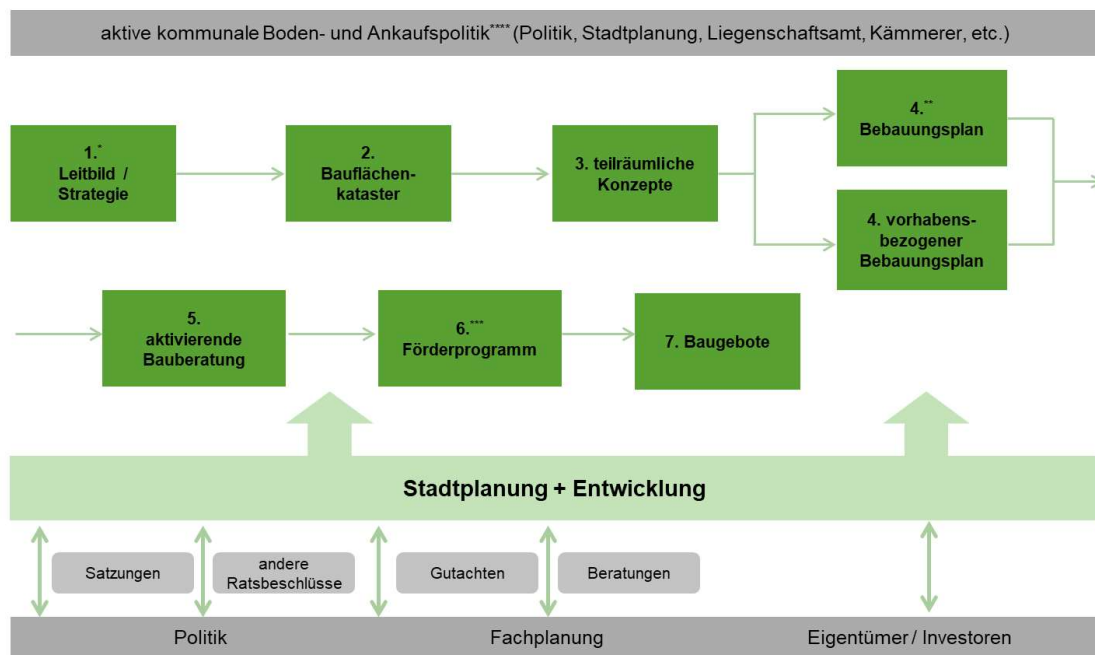 aktive kommunale Boden- und Ankaufspolitik**** (Politik, Stadtplanung, Liegenschaftsamt, Kämmerer, etc.)
1.*
Leitbild /
Strategie
2.
Bauflächen-
kataster
3. teilräumliche
Konzepte
4.**
Bebauungsplan
4. vorhabens-
bezogener
Bebauungsplan
5.
aktivierende
Bauberatung
6.***
Förderprogramm
7. Baugebote
Stadtplanung + Entwicklung
Satzungen
andere
Ratsbeschlüsse
Gutachten
Beratungen
Politik
Fachplanung
Eigentümer / Investoren